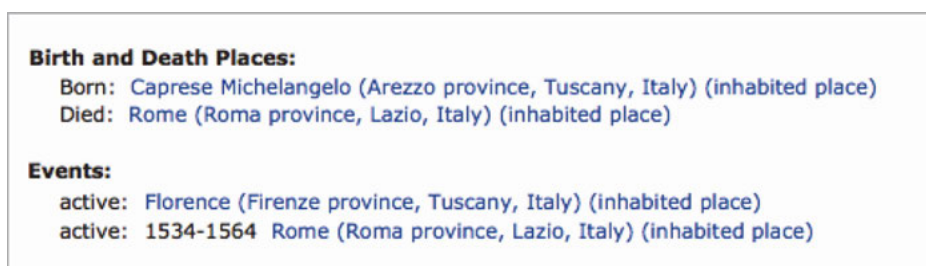 Birth and Death Places:
Born: Caprese Michelangelo (Arezzo province, Tuscany, Italy) (inhabited place)
Died: Rome (Roma province, Lazio, Italy) (inhabited place)
Events:
active: Florence (Firenze province, Tuscany, Italy) (inhabited place)
active: 1534-1564 Rome (Roma province, Lazio, Italy) (inhabited place)